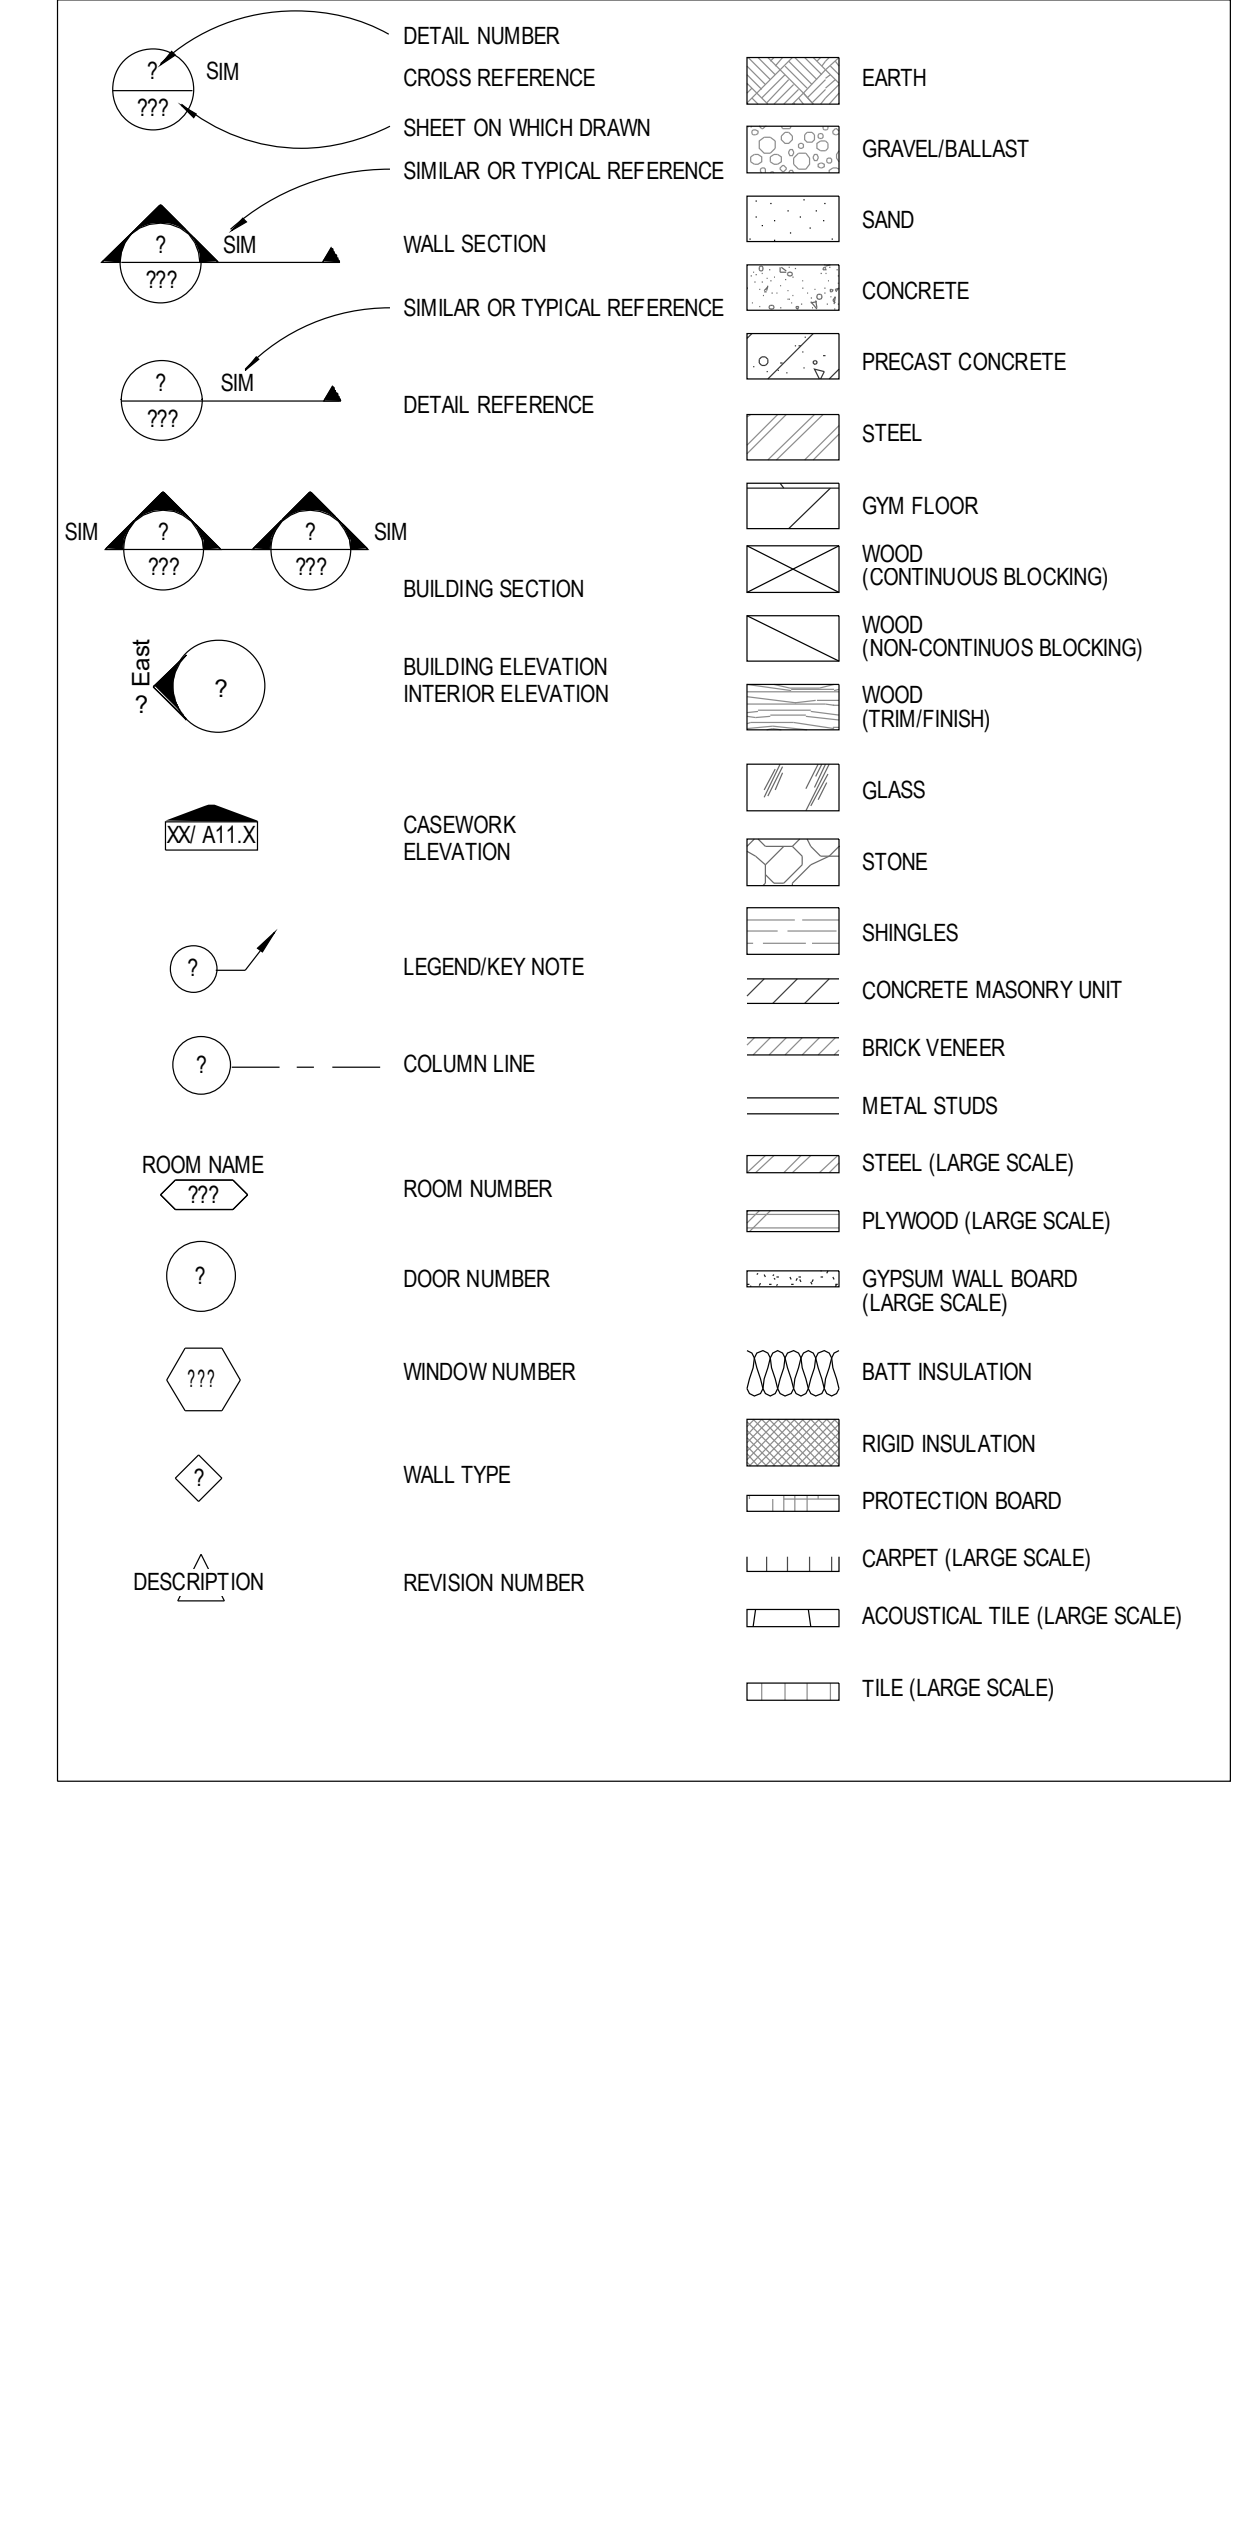 DETAIL NUMBER
?
SIM
CROSS REFERENCE
???
SHEET ON WHICH DRAWN
SIMILAR OR TYPICAL REFERENCE
?
SIM
WALL SECTION
???
SIMILAR OR TYPICAL REFERENCE
?
SIM
DETAIL REFERENCE
???
SIM
?
?
SIM
???
???
BUILDING SECTION
? East
?
BUILDING ELEVATION
INTERIOR ELEVATION
XX/ A11.X
CASEWORK
ELEVATION
?
LEGEND/KEY NOTE
?
COLUMN LINE
ROOM NAME
???
ROOM NUMBER
?
DOOR NUMBER
???
WINDOW NUMBER
?
WALL TYPE
DESCRIPTION
REVISION NUMBER
EARTH
GRAVEL/BALLAST
SAND
CONCRETE
PRECAST CONCRETE
STEEL
GYM FLOOR
WOOD
(CONTINUOUS BLOCKING)
WOOD
(NON-CONTINUOS BLOCKING)
WOOD
(TRIM/FINISH)
GLASS
STONE
SHINGLES
CONCRETE MASONRY UNIT
BRICK VENEER
METAL STUDS
STEEL (LARGE SCALE)
PLYWOOD (LARGE SCALE)
GYPSUM WALL BOARD
(LARGE SCALE)
BATT INSULATION
RIGID INSULATION
PROTECTION BOARD
CARPET (LARGE SCALE)
ACOUSTICAL TILE (LARGE SCALE)
TILE (LARGE SCALE)